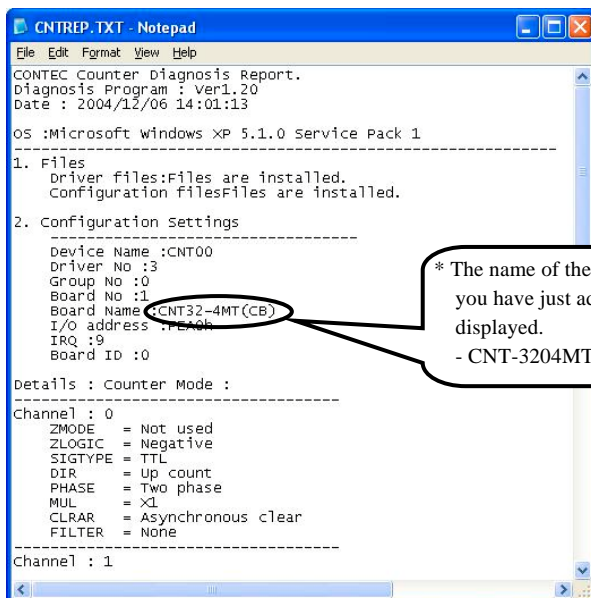 CNTREP.TXT - Notepad
File Edit Format View Help
CONTEC Counter Diagnosis Report.
Diagnosis Program : Ver1.20
Date : 2004/12/06 14:01:13
OS :Microsoft Windows XP 5.1.0 Service Pack 1
--------------------------------------------------------
1. Files
Driver files:Files are installed.
Configuration filesFiles are installed.
2. Configuration Settings
--------------------------------
Device Name :CNT00
Driver No :3
Group No :0
Board No :1
Board Name :CNT32-4MT(CB)
I/O address :FEA0h
IRQ :9
Board ID :0
* The name of the
you have just ad
displayed.
- CNT-3204MT
Details : Counter Mode :
----------------------------------
Channel : 0
ZMODE = Not used
ZLOGIC = Negative
SIGTYPE = TTL
DIR = Up count
PHASE = Two phase
MUL = X1
CLRAR = Asynchronous clear
FILTER = None
----------------------------------
Channel : 1